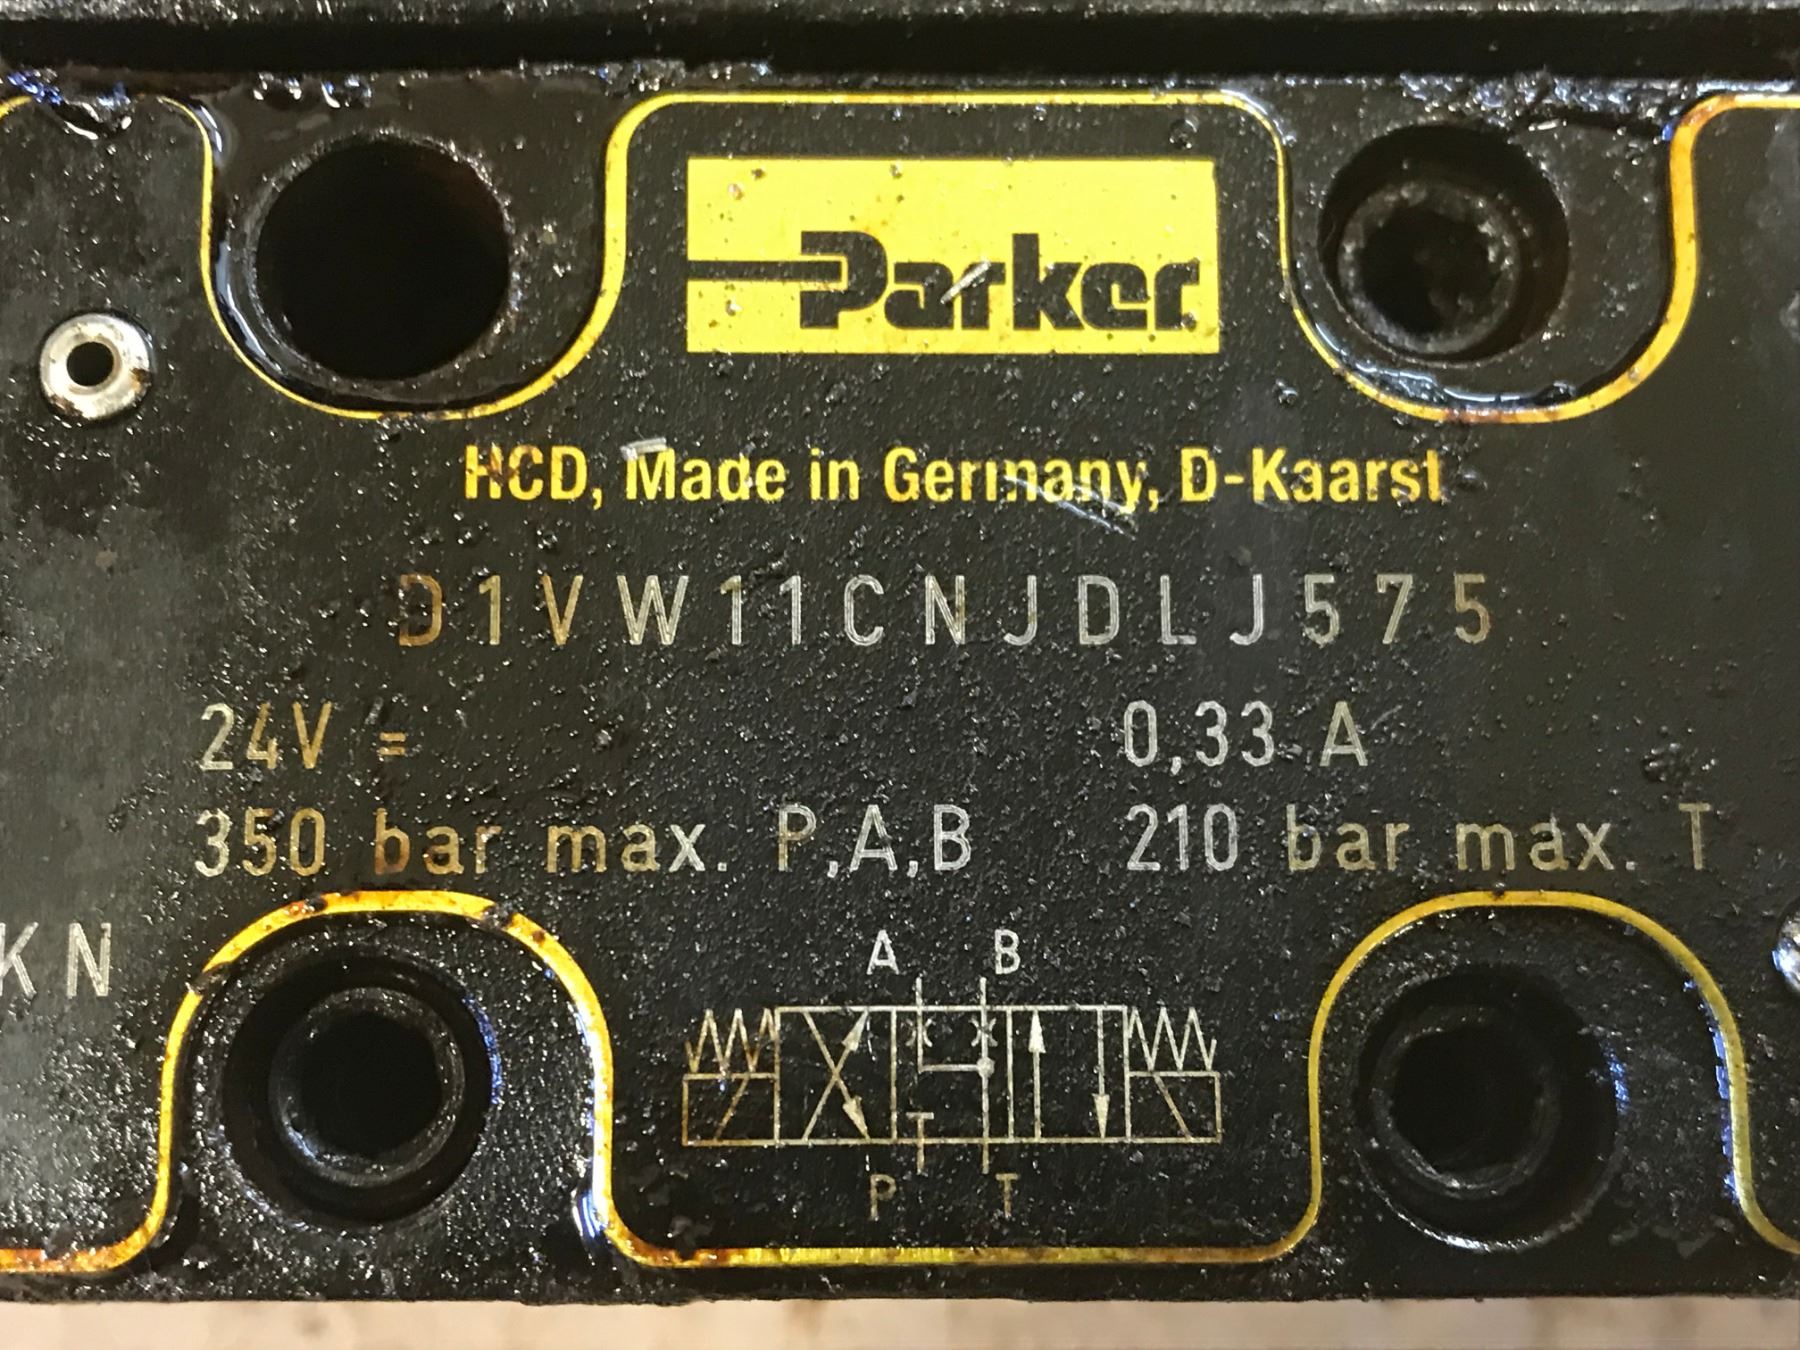 Parker
HCD, Made in Germany, D-Kaarst
D1VW11CNJDLJ575
24V = 0,33 A
350 bar max. P,A,B 210 bar max. T
KN
A B
P T